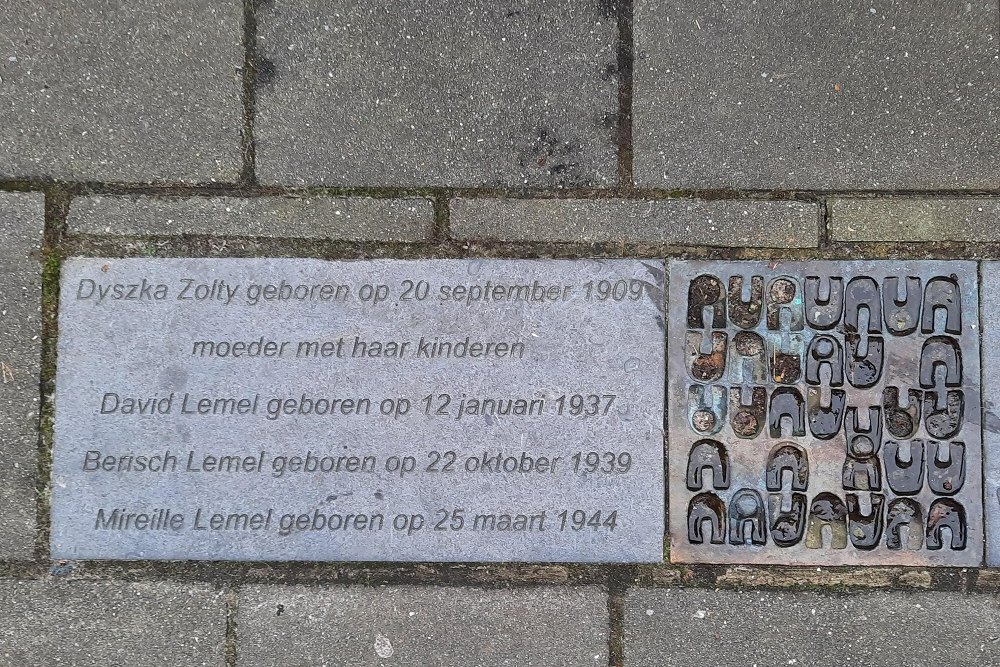 Dyszka Zolty geboren op 20 september 1909
moeder met haar kinderen
David Lemel geboren op 12 januari 1937
Berisch Lemel geboren op 22 oktober 1939
Mireille Lemel geboren op 25 maart 1944